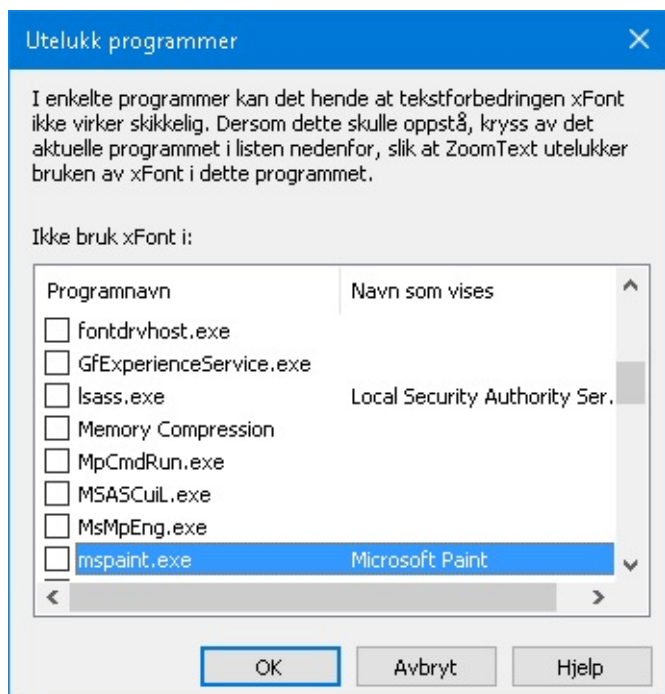 Utelukk programmer
I enkelte programmer kan det hende at tekstforbedringen xFont
ikke virker skikkelig. Dersom dette skulle oppstå, kryss av det
aktuelle programmet i listen nedenfor, slik at ZoomText utelukker
bruken av xFont i dette programmet.
Ikke bruk xFont i:
Programnavn Navn som vises
fontdrvhost.exe
GfExperienceService.exe
lsass.exe Local Security Authority Ser.
Memory Compression
MpCmdRun.exe
MSASCuiL.exe
MsMpEng.exe
mspaint.exe Microsoft Paint
OK Avbryt Hjelp